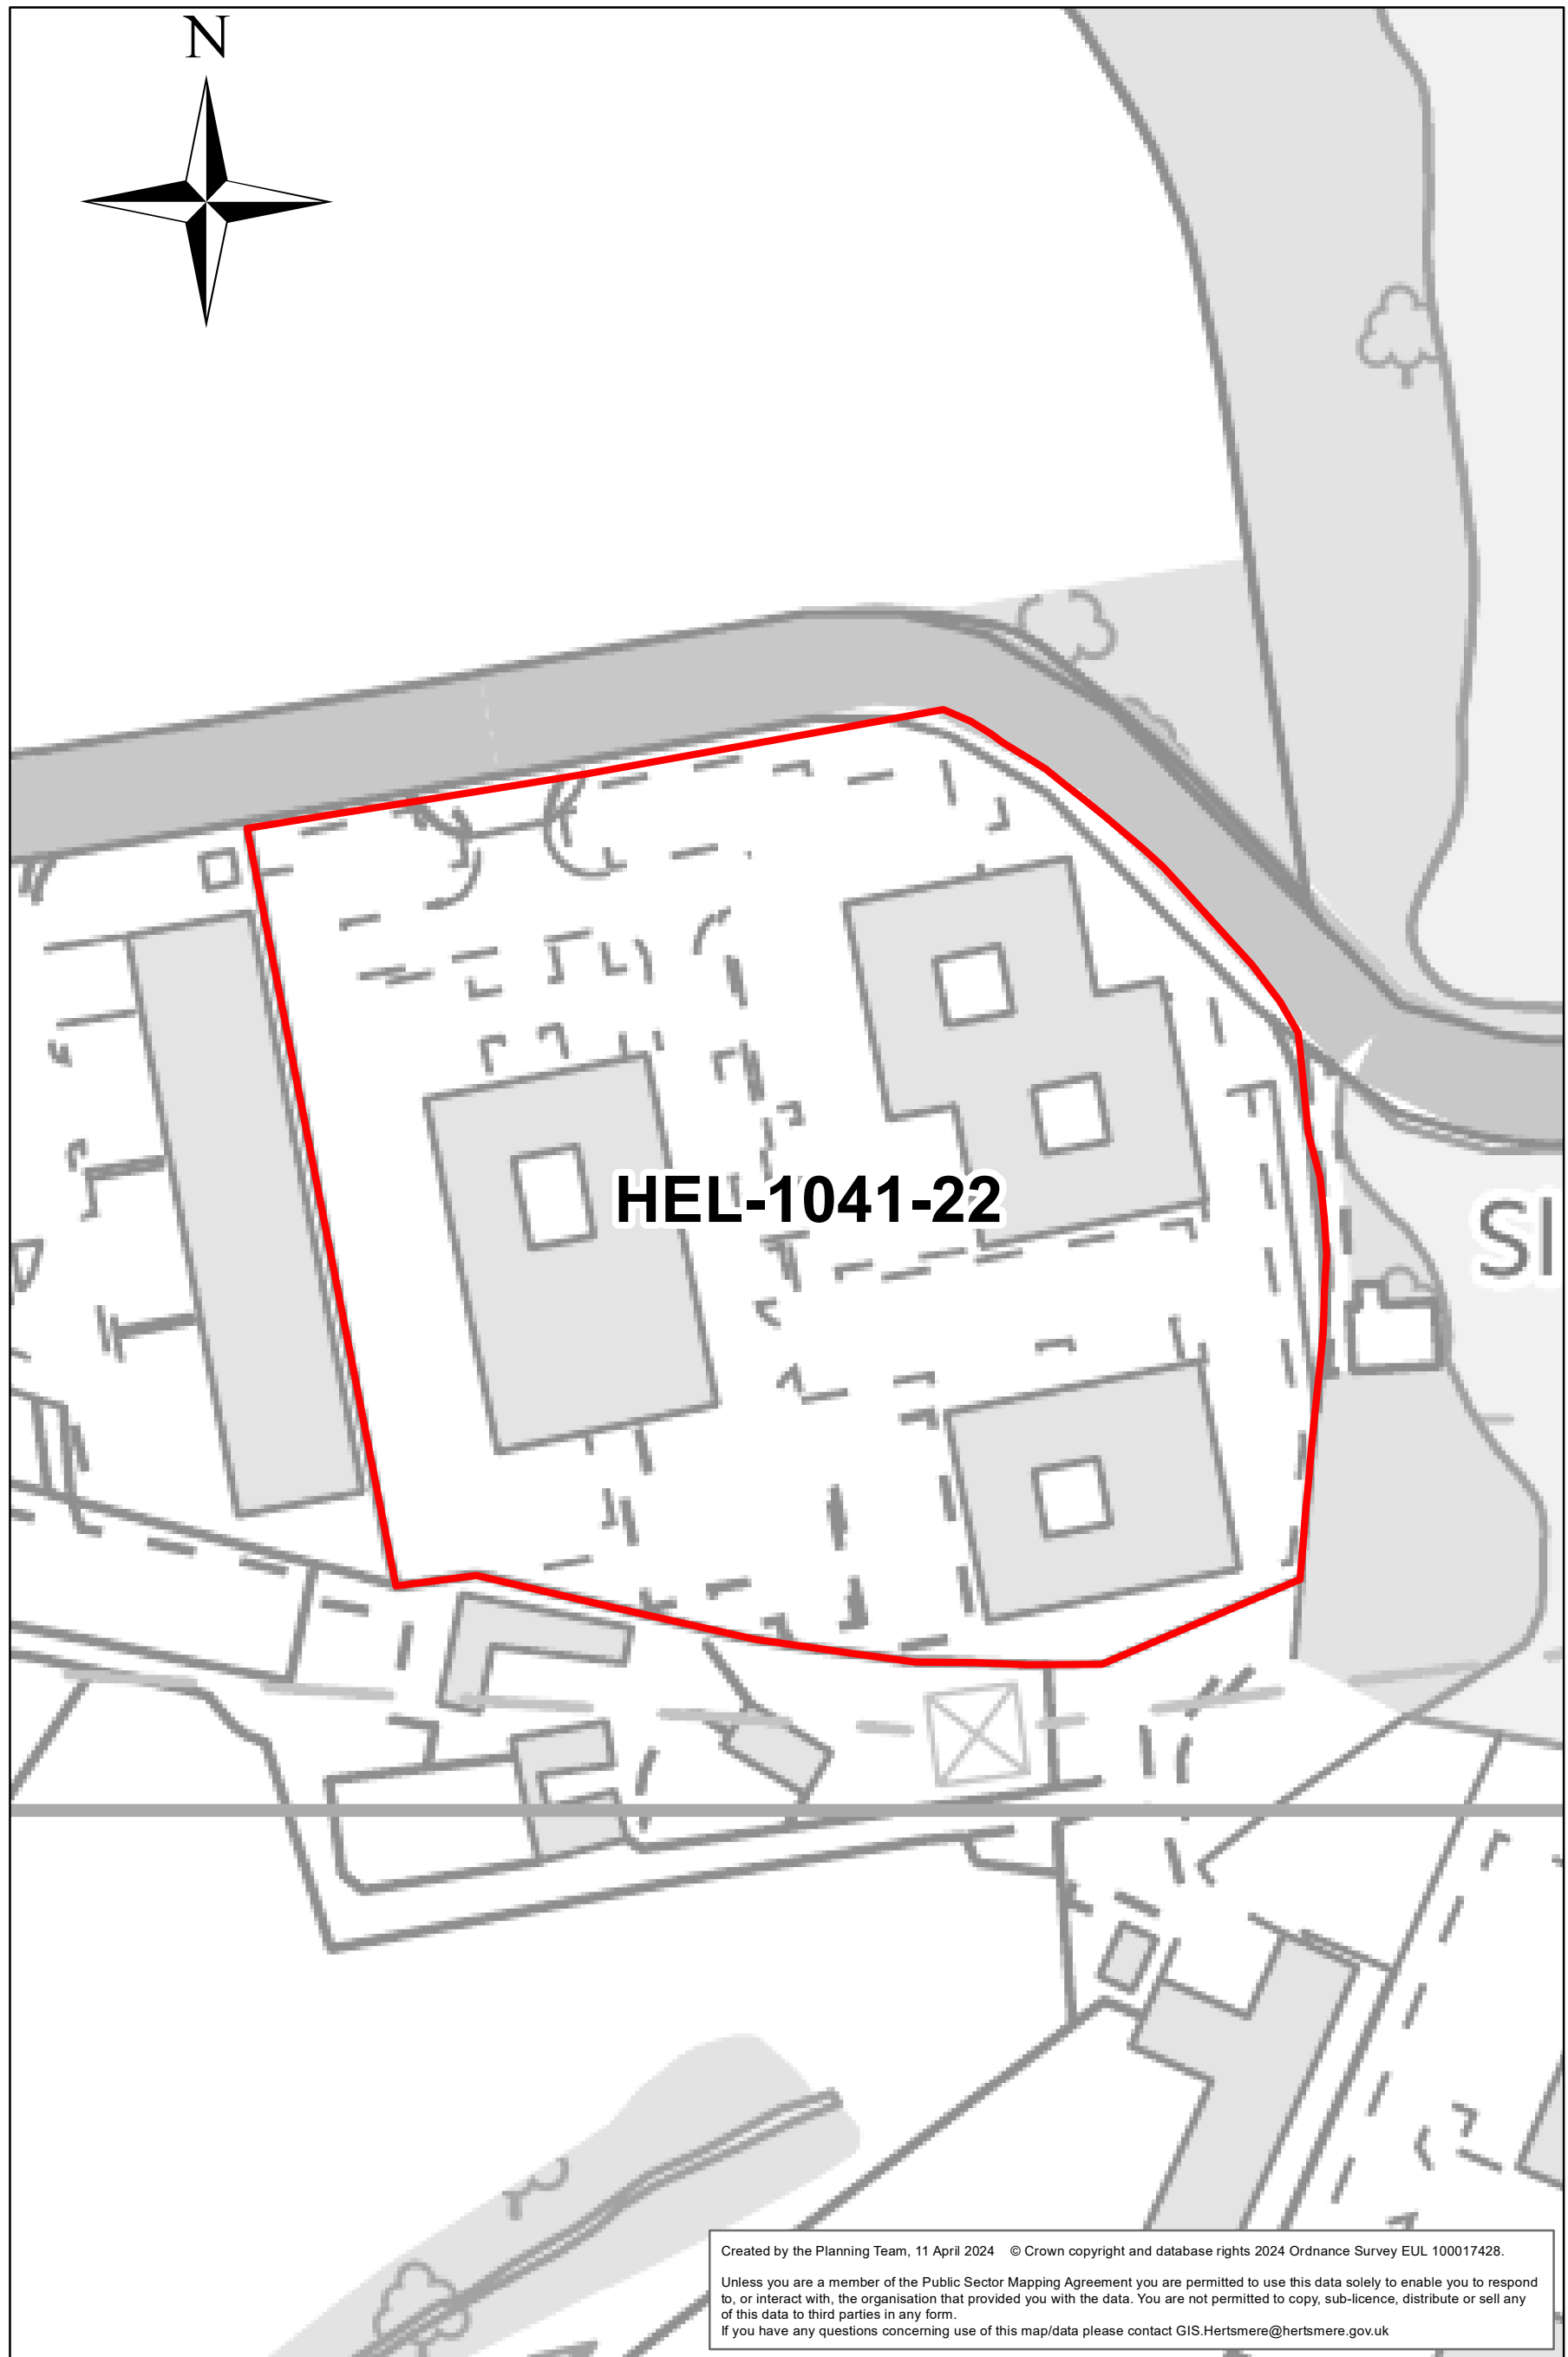 N
HEL-1041-22
Sl
Created by the Planning Team, 11 April 2024 © Crown copyright and database rights 2024 Ordnance Survey EUL 100017428.
Unless you are a member of the Public Sector Mapping Agreement you are permitted to use this data solely to enable you to respond
to, or interact with, the organisation that provided you with the data. You are not permitted to copy, sub-licence, distribute or sell any
of this data to third parties in any form.
If you have any questions concerning use of this map/data please contact GIS.Hertsmere@hertsmere.gov.uk